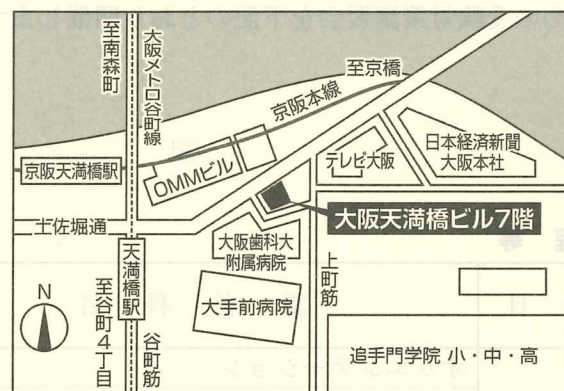 至南森町
大阪メトロ谷町線
至京橋
京阪本線
京阪天満橋駅
OMMビル
テレビ大阪
日本経済新聞
大阪本社
土佐堀通
大阪天満橋ビル7階
天満橋駅
大阪歯科大
附属病院
上町筋
N
大手前病院
至谷町4丁目
谷町筋
追手門学院 小・中・高